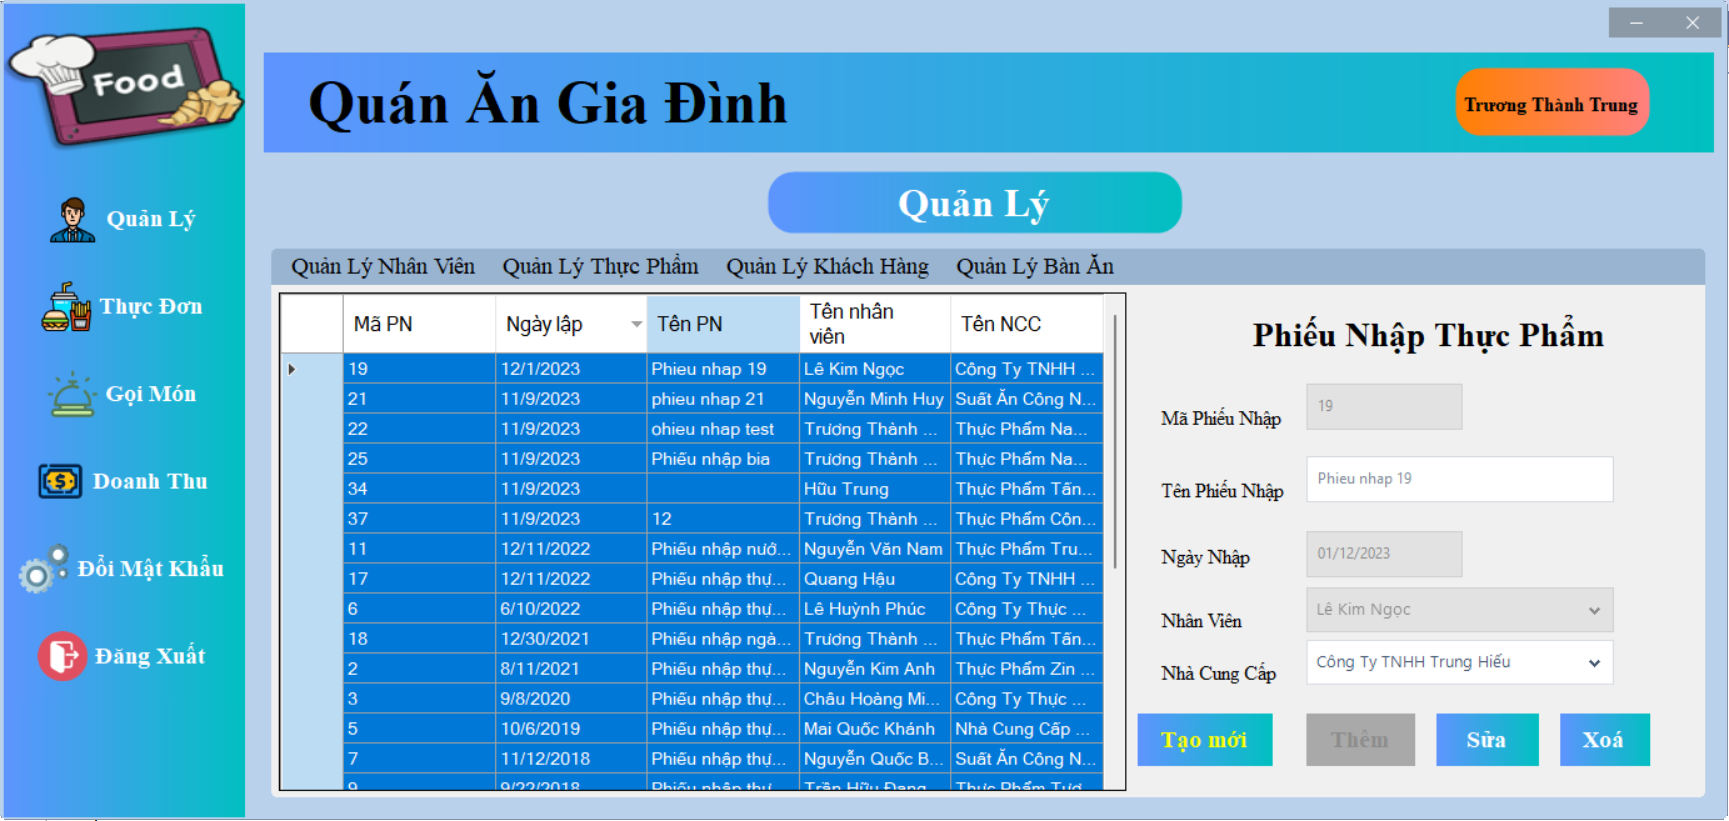 Food
Quán Ăn Gia Đình
Trương Thành Trung
Quản Lý
Quản Lý
Thực Đơn
Gọi Món
Doanh Thu
Đổi Mật Khẩu
Đăng Xuất
Quản Lý Nhân Viên Quản Lý Thực Phẩm Quản Lý Khách Hàng Quản Lý Bàn Ăn
Mã PN Ngày lập Tên PN Tên nhân viên Tên NCC
19 12/1/2023 Phieu nhap 19 Lê Kim Ngọc Công Ty TNHH ...
21 11/9/2023 phieu nhap 21 Nguyễn Minh Huy Suất Ăn Công N...
22 11/9/2023 ohieu nhap test Trương Thành ... Thực Phẩm Na...
25 11/9/2023 Phiếu nhập bia Trương Thành ... Thực Phẩm Na...
34 11/9/2023 Hữu Trung Thực Phẩm Tấn...
37 11/9/2023 12 Trương Thành ... Thực Phẩm Côn...
11 12/11/2022 Phiếu nhập nướ... Nguyễn Văn Nam Thực Phẩm Tru...
17 12/11/2022 Phiếu nhập thự... Quang Hậu Công Ty TNHH ...
6 6/10/2022 Phiếu nhập thự... Lê Huỳnh Phúc Công Ty Thực ...
18 12/30/2021 Phiếu nhập ngà... Trương Thành ... Thực Phẩm Tấn...
2 8/11/2021 Phiếu nhập thự... Nguyễn Kim Anh Thực Phẩm Zin ...
3 9/8/2020 Phiếu nhập thự... Châu Hoàng Mi... Công Ty Thực ...
5 10/6/2019 Phiếu nhập thự... Mai Quốc Khánh Nhà Cung Cấp ...
7 11/12/2018 Phiếu nhập thự... Nguyễn Quốc B... Suất Ăn Công N...
9 9/22/2018 Phiếu nhập thự... Trần Hữu Đang Thực Phẩm Tươ...
Phiếu Nhập Thực Phẩm
Mã Phiếu Nhập 19
Tên Phiếu Nhập Phieu nhap 19
Ngày Nhập 01/12/2023
Nhân Viên Lê Kim Ngọc
Nhà Cung Cấp Công Ty TNHH Trung Hiếu
Tạo mới Thêm Sửa Xoá